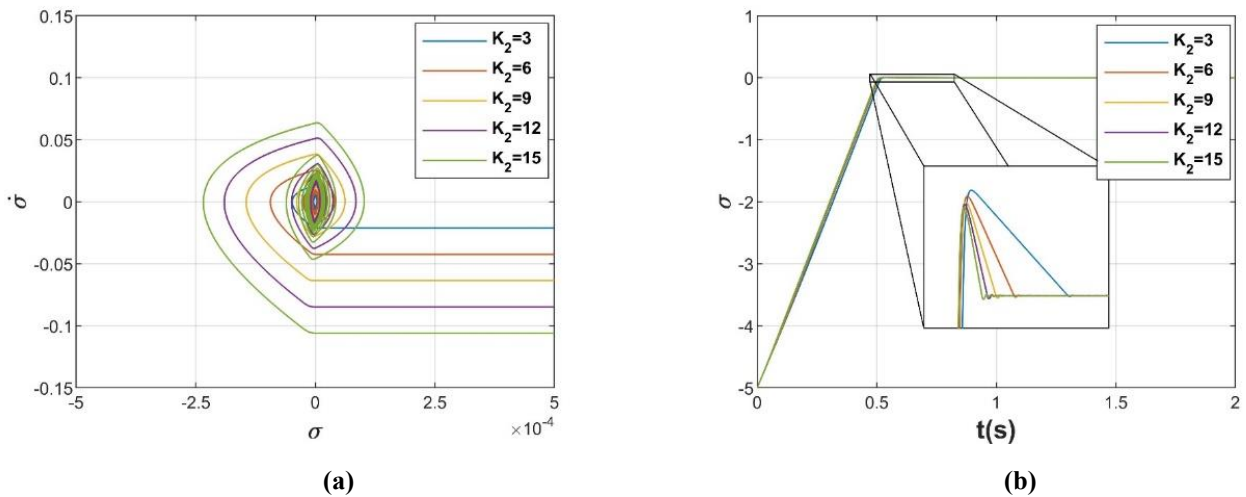 0.15
0.1
0.05
0
-0.05
-0.1
-0.15
σ̇
-5
-2.5
0
2.5
5
×10⁻⁴
σ
K₂=3
K₂=6
K₂=9
K₂=12
K₂=15
(a)
1
0
-1
-2
-3
-4
-5
σ
0
0.5
1
1.5
2
t(s)
K₂=3
K₂=6
K₂=9
K₂=12
K₂=15
(b)